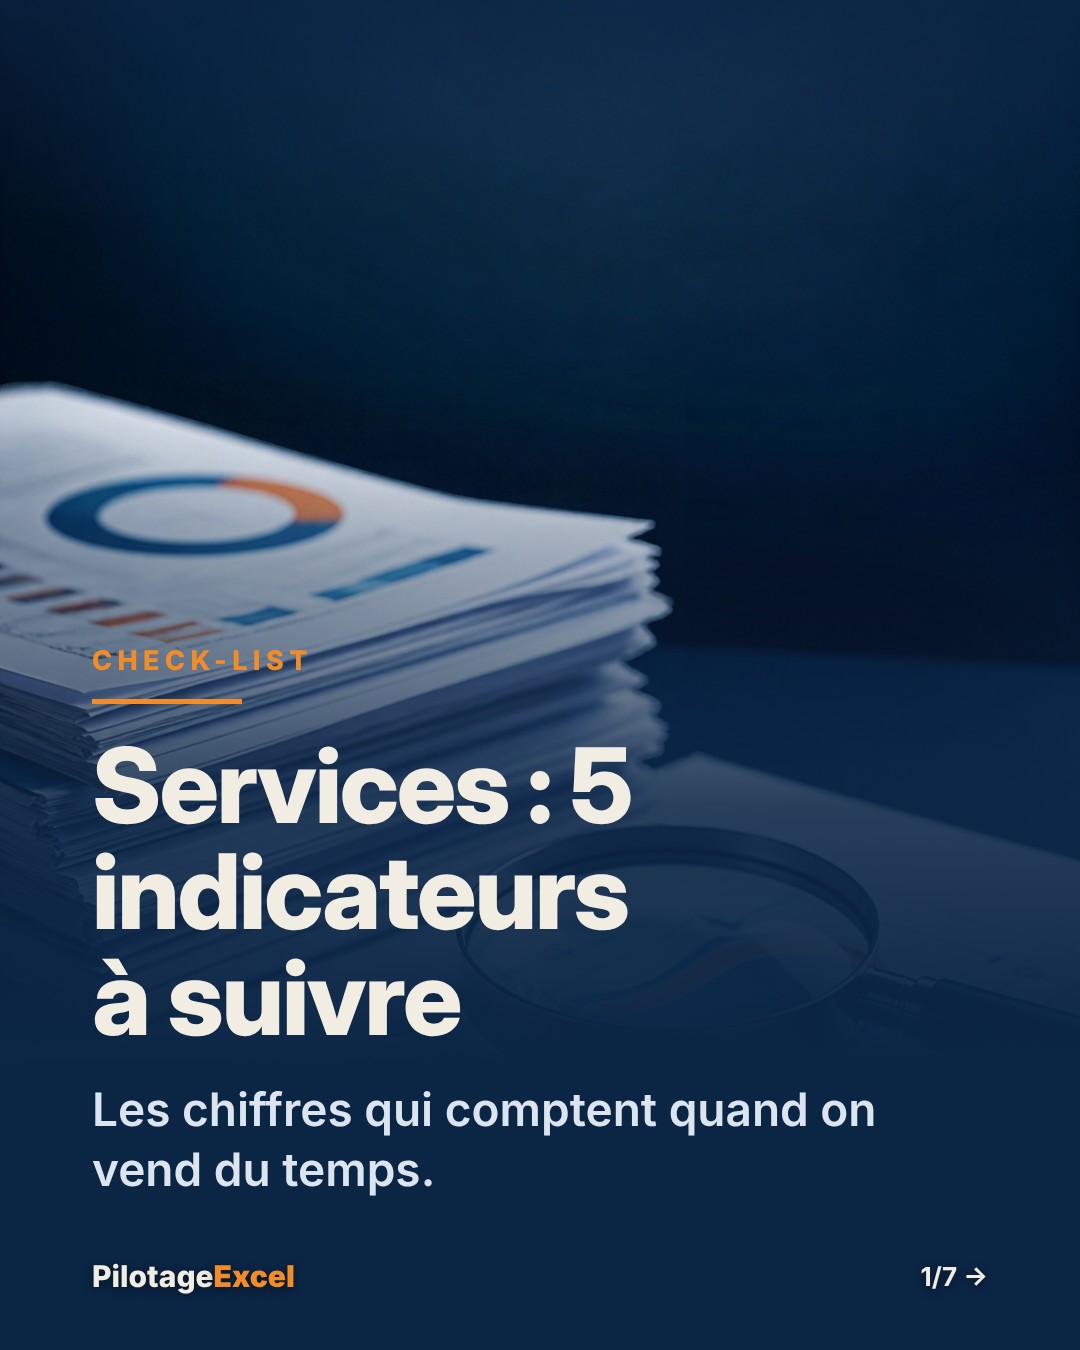 CHECK-LIST
Services : 5
indicateurs
à suivre
Les chiffres qui comptent quand on
vend du temps.
PilotageExcel
1/7 →